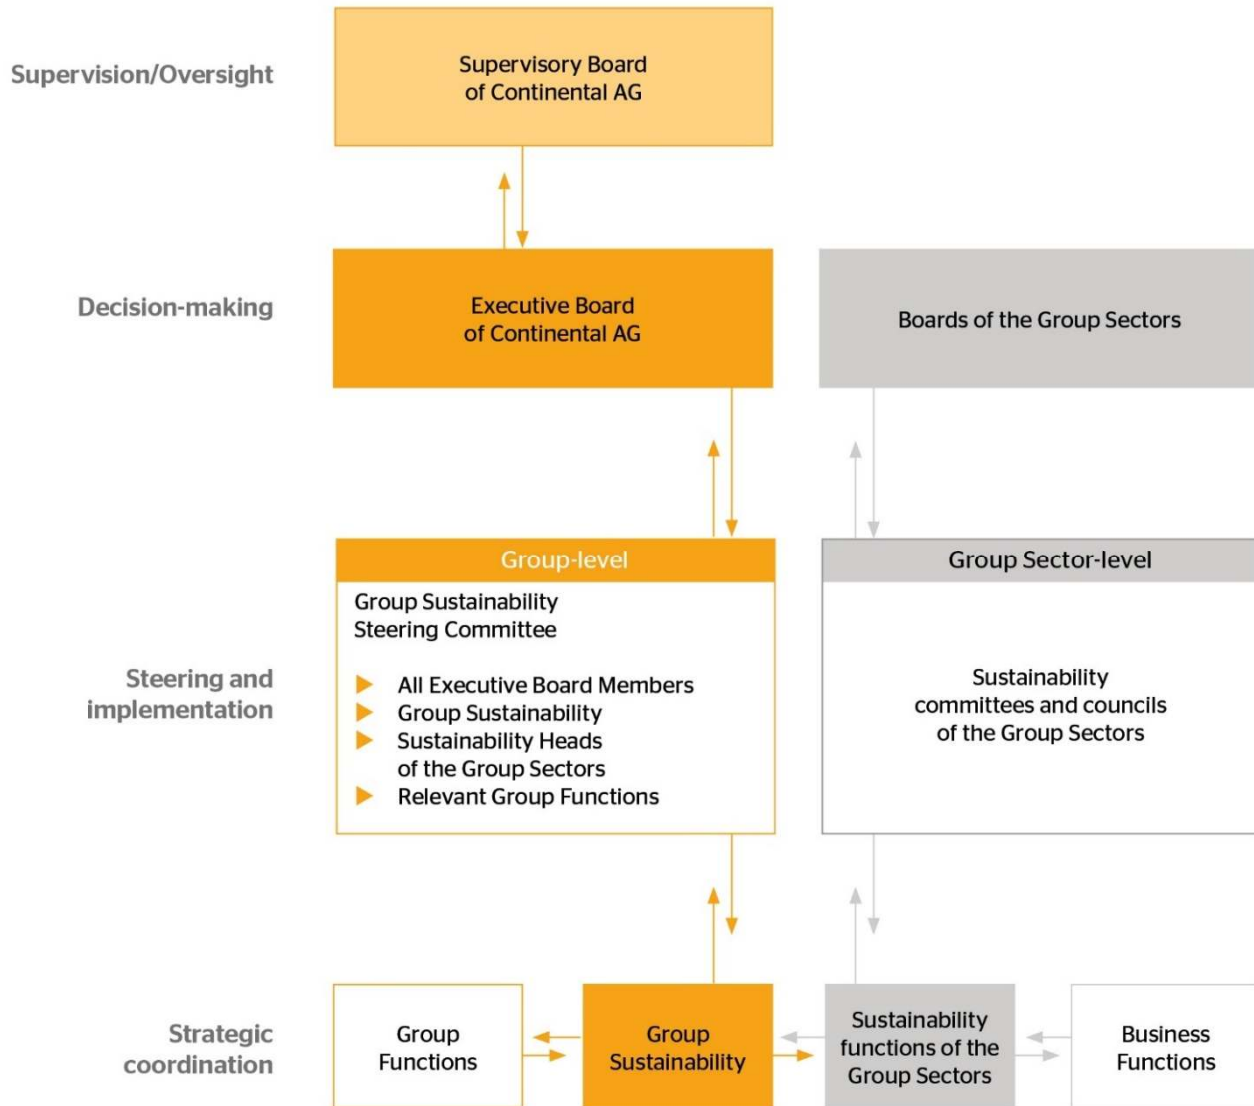 Supervision/Oversight
Supervisory Board
of Continental AG
Decision-making
Executive Board
of Continental AG
Boards of the Group Sectors
Steering and
implementation
Group-level
Group Sustainability
Steering Committee
All Executive Board Members
Group Sustainability
Sustainability Heads
of the Group Sectors
Relevant Group Functions
Group Sector-level
Sustainability
committees and councils
of the Group Sectors
Strategic
coordination
Group
Functions
Group
Sustainability
Sustainability
functions of the
Group Sectors
Business
Functions